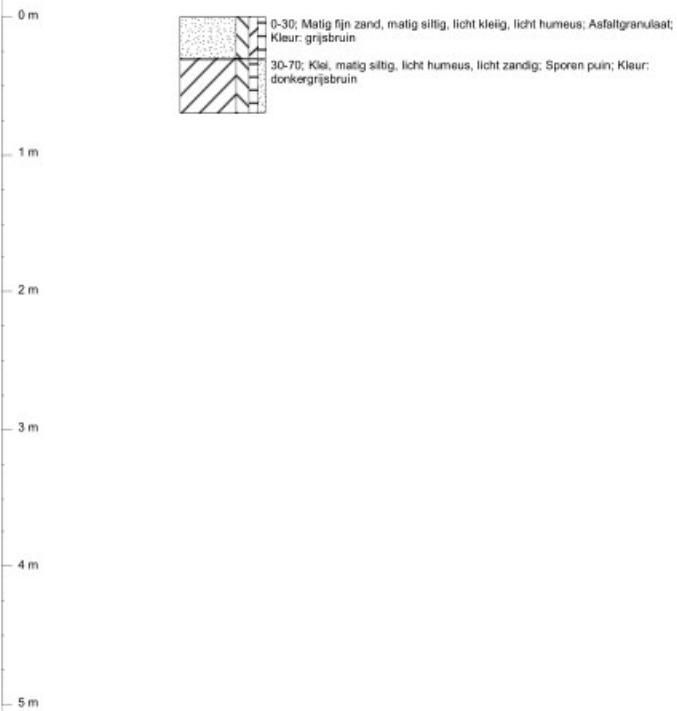 0 m
0-30; Matig fijn zand, matig siltig, licht kleiig, licht humeus; Asfaltgranulaat;
Kleur: grijsbruin
30-70; Klei, matig siltig, licht humeus, licht zandig; Sporen puin; Kleur:
donkergrijsbruin
1 m
2 m
3 m
4 m
5 m